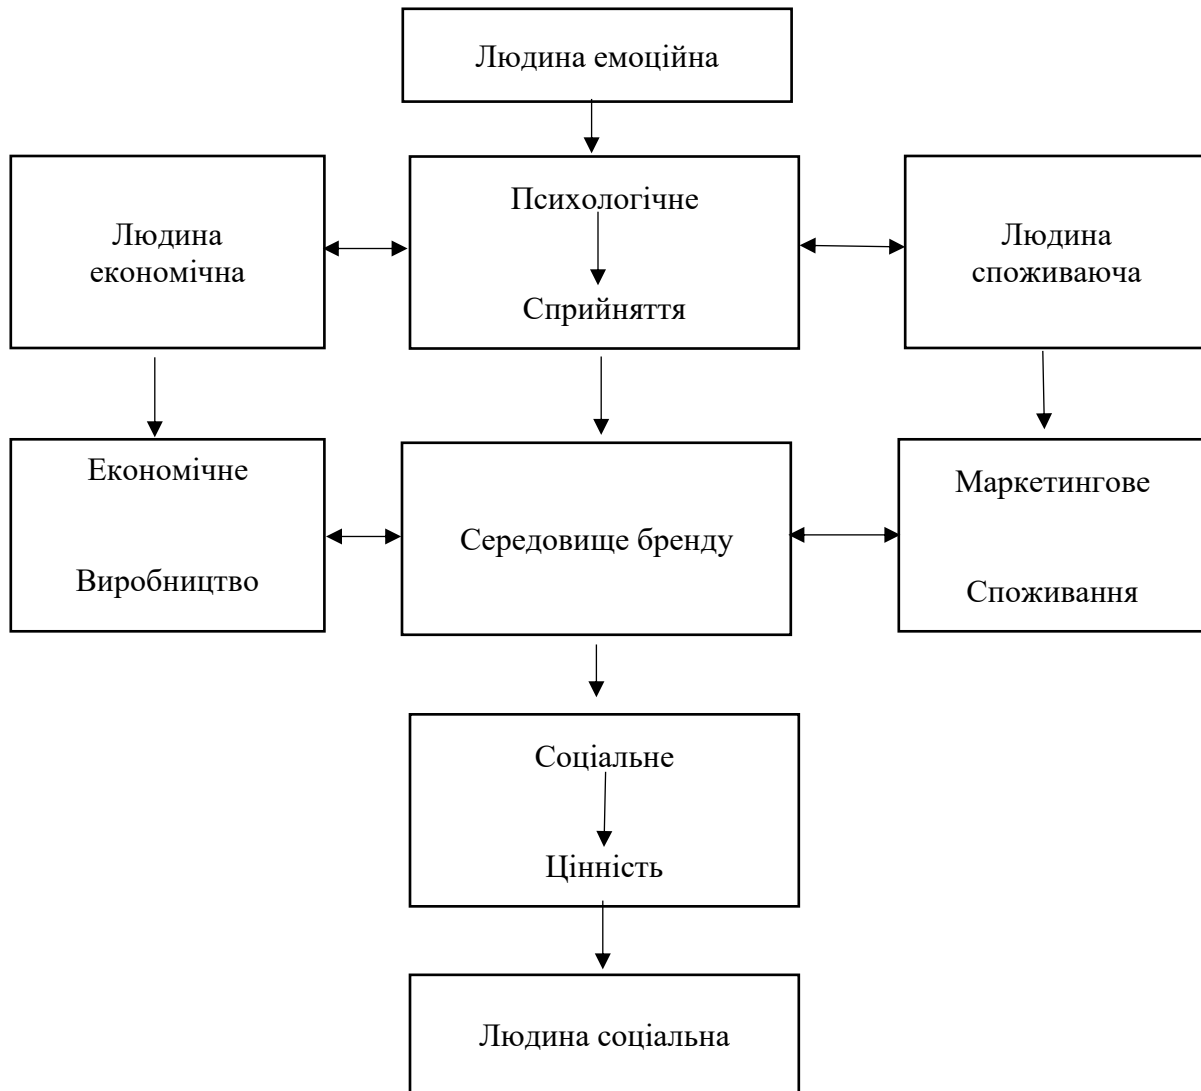 Людина емоційна
Людина
економічна
Психологічне
Сприйняття
Людина
споживаюча
Економічне
Виробництво
Середовище бренду
Маркетингове
Споживання
Соціальне
Цінність
Людина соціальна